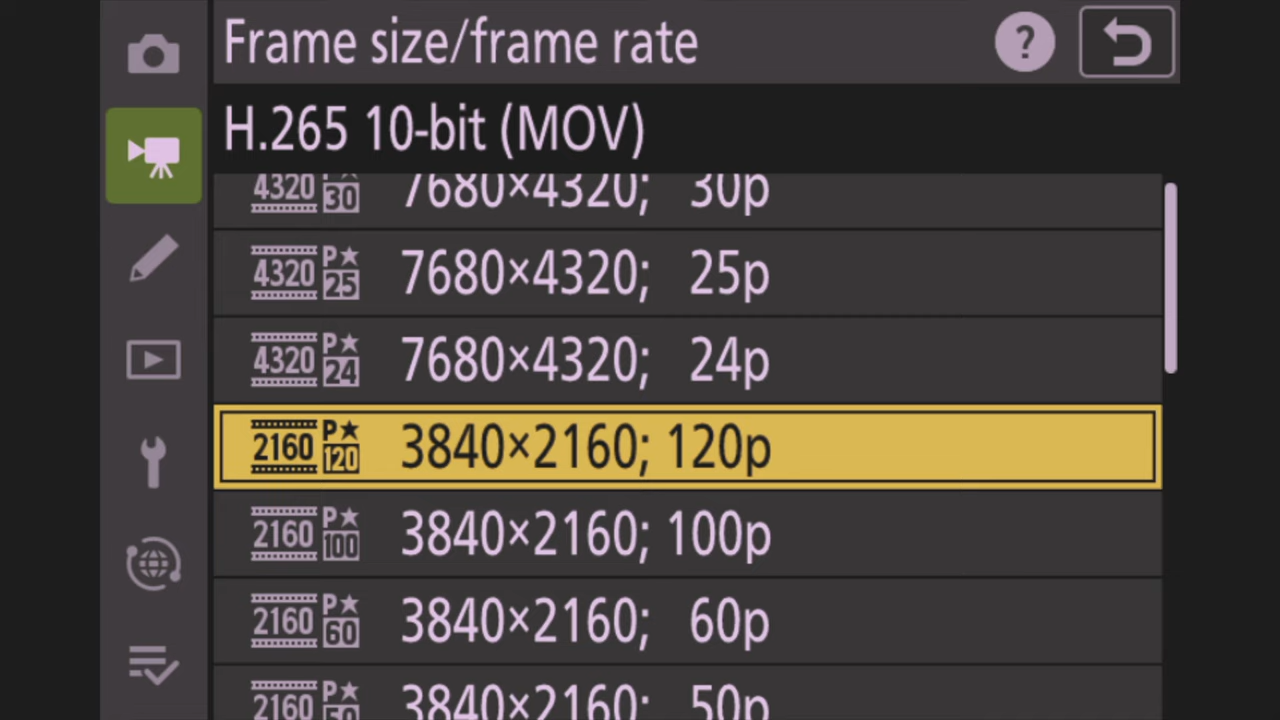 Frame size/frame rate ?
H.265 10-bit (MOV)
4320 P★ 30 7680×4320; 30p
4320 P★ 25 7680×4320; 25p
4320 P★ 24 7680×4320; 24p
2160 P★ 120 3840×2160; 120p
2160 P★ 100 3840×2160; 100p
2160 P★ 60 3840×2160; 60p
2160 P★ 50 3840×2160; 50p